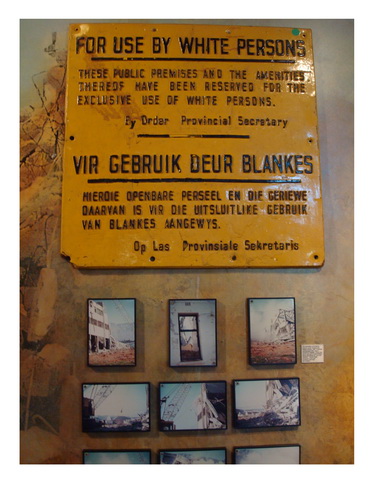 FOR USE BY WHITE PERSONS
THESE PUBLIC PREMISES AND THE AMENITIES
THEREOF HAVE BEEN RESERVED FOR THE
EXCLUSIVE USE OF WHITE PERSONS.
By Order Provincial Secretary
VIR GEBRUIK DEUR BLANKES
HIERDIE OPENBARE PERSEEL EN DIE GERIEWE
DAARVAN IS VIR DIE UITSLUITLIKE GEBRUIK
VAN BLANKES AANGEWYS.
Op Las Provinsiale Sekretaris